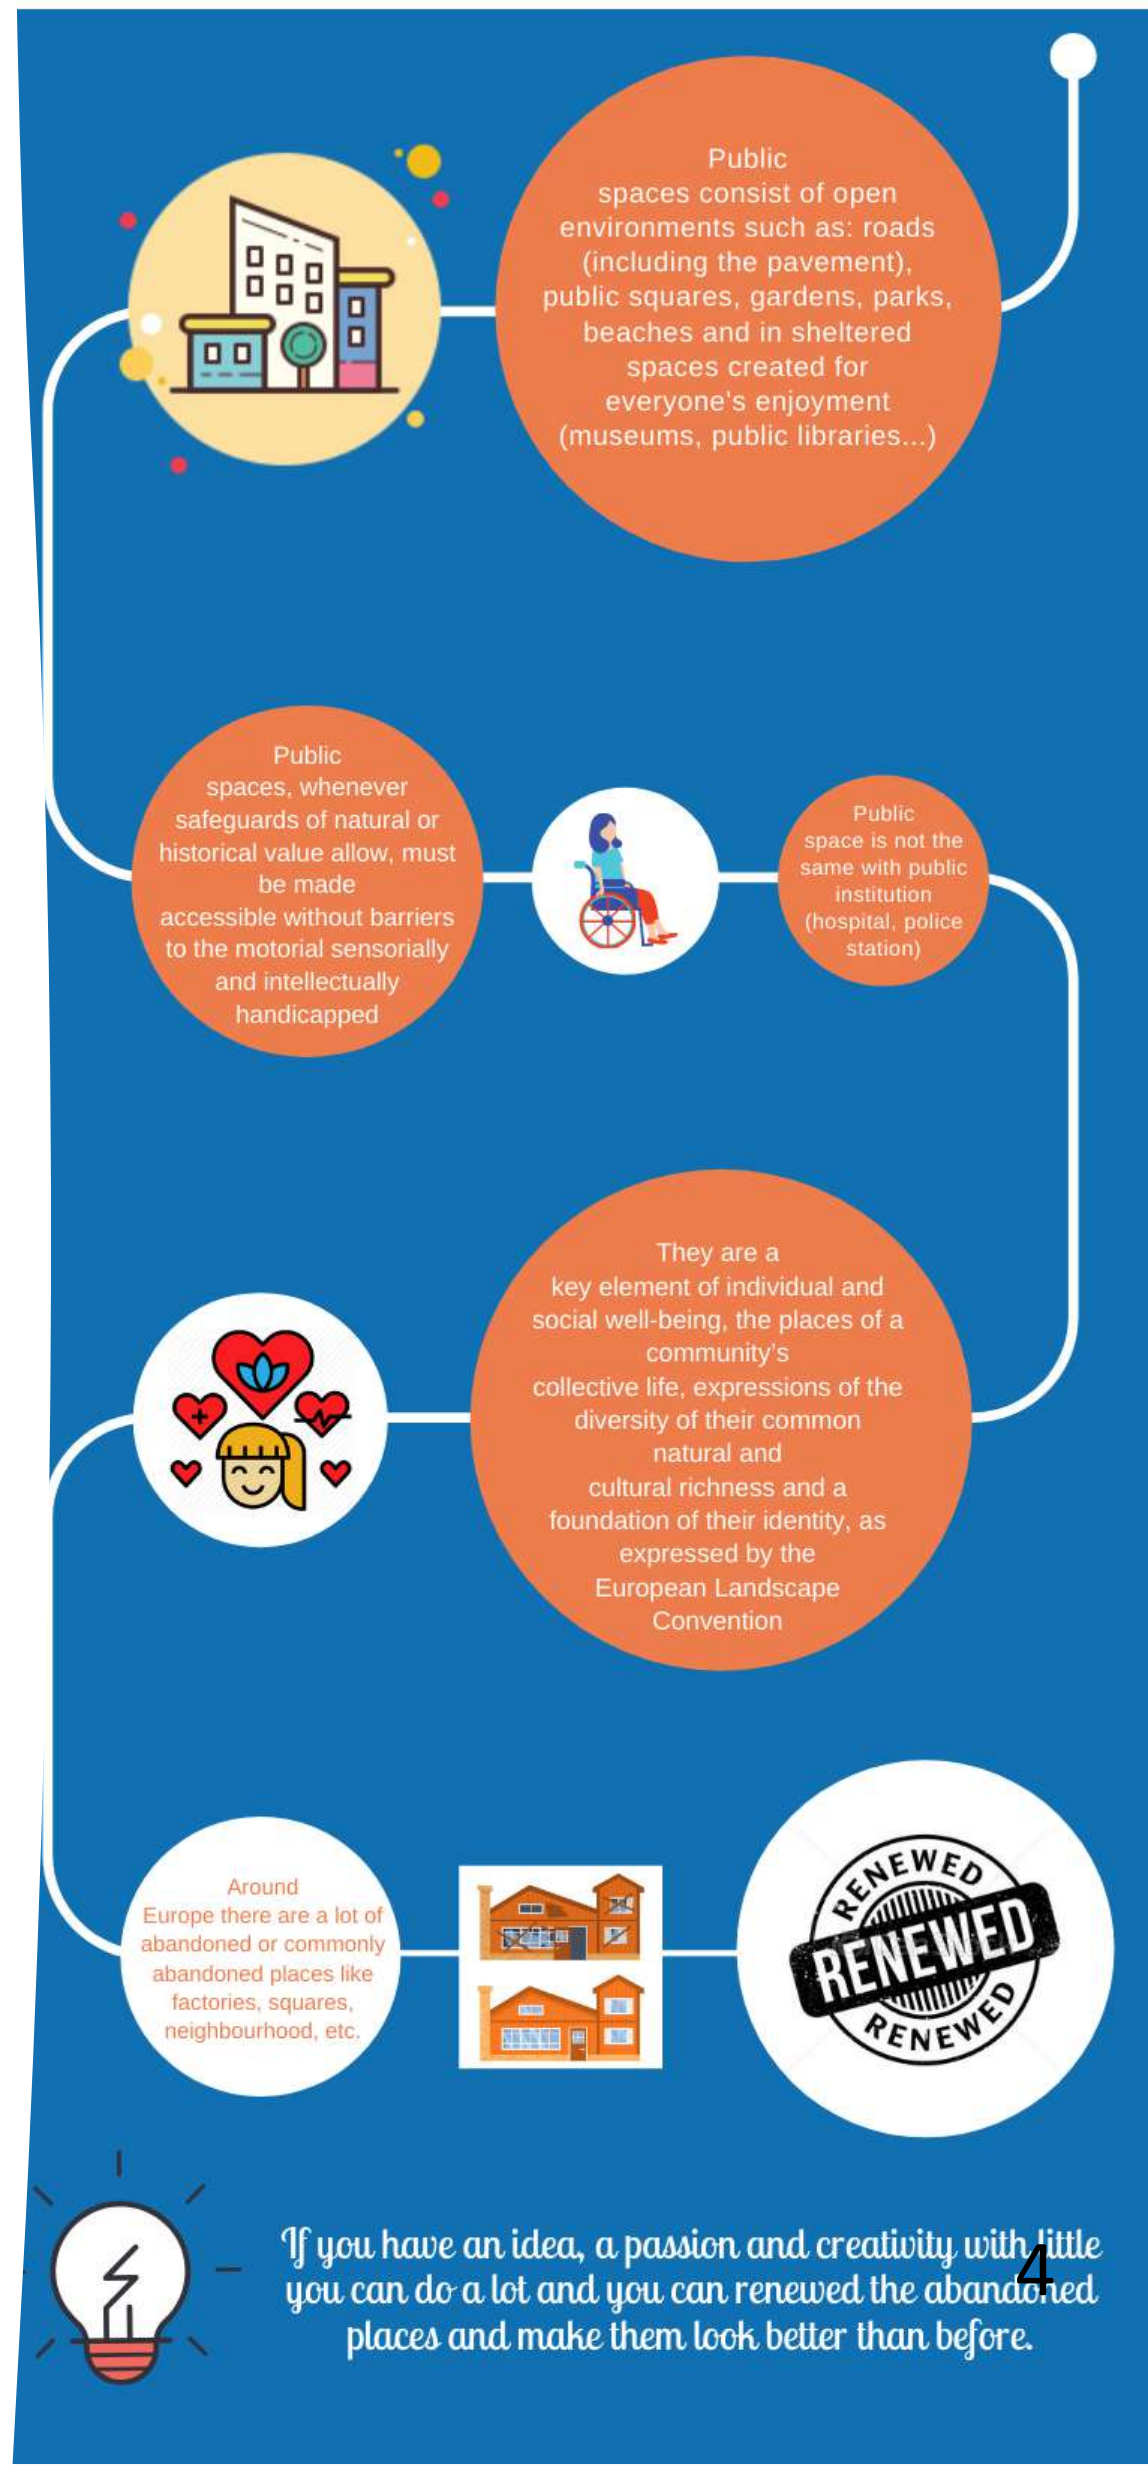 Public
spaces consist of open
environments such as: roads
(including the pavement),
public squares, gardens, parks,
beaches and in sheltered
spaces created for
everyone's enjoyment
(museums, public libraries...)
Public
spaces, whenever
safeguards of natural or
historical value allow, must
be made
accessible without barriers
to the motorial sensorially
and intellectually
handicapped
Public
space is not the
same with public
institution
(hospital, police
station)
They are a
key element of individual and
social well-being, the places of a
community's
collective life, expressions of the
diversity of their common
natural and
cultural richness and a
foundation of their identity, as
expressed by the
European Landscape
Convention
Around
Europe there are a lot of
abandoned or commonly
abandoned places like
factories, squares,
neighbourhood, etc.
RENEWED
RENEWED
RENEWED
If you have an idea, a passion and creativity with little
you can do a lot and you can renewed the abandoned
places and make them look better than before.
4